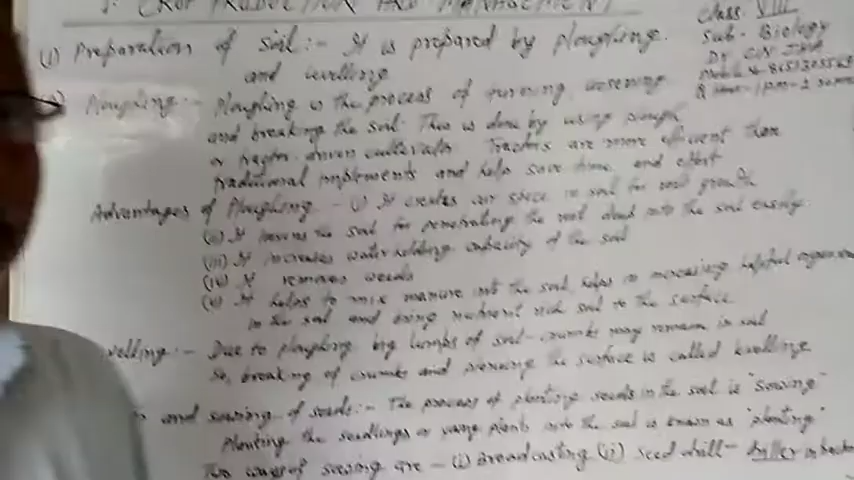 1. CROP PRODUCTION AND MANAGEMENT
Class VIII
Sub- Biology
(i) Preparation of soil:- It is prepared by ploughing
and levelling
Ploughing:- Ploughing is the process of turning, loosening
and breaking the soil. This is done by using plough
or driven Tractors are more efficient than
traditional implements and help save time and effort
Advantages of Ploughing - (i) It creates air space in soil for root growth
(ii) It the soil for penetrating the root into the soil easily.
(iii) It increases water holding capacity of the soil
(iv) It removes weeds
(v) It helps to mix manure into the soil, helps in increasing helpful
in the soil and bring nutrient rich soil to the surface
velling:- Due to ploughing big lumps of soil-crumbs may remain in soil
So, breaking of crumbs and the surface is called levelling
and sowing of seeds:- The process of planting seeds in the soil is "sowing"
Planting the seedlings or young plants into the soil is known as "planting"
Two ways of sowing are - (i) Broadcasting (ii) seed drill-